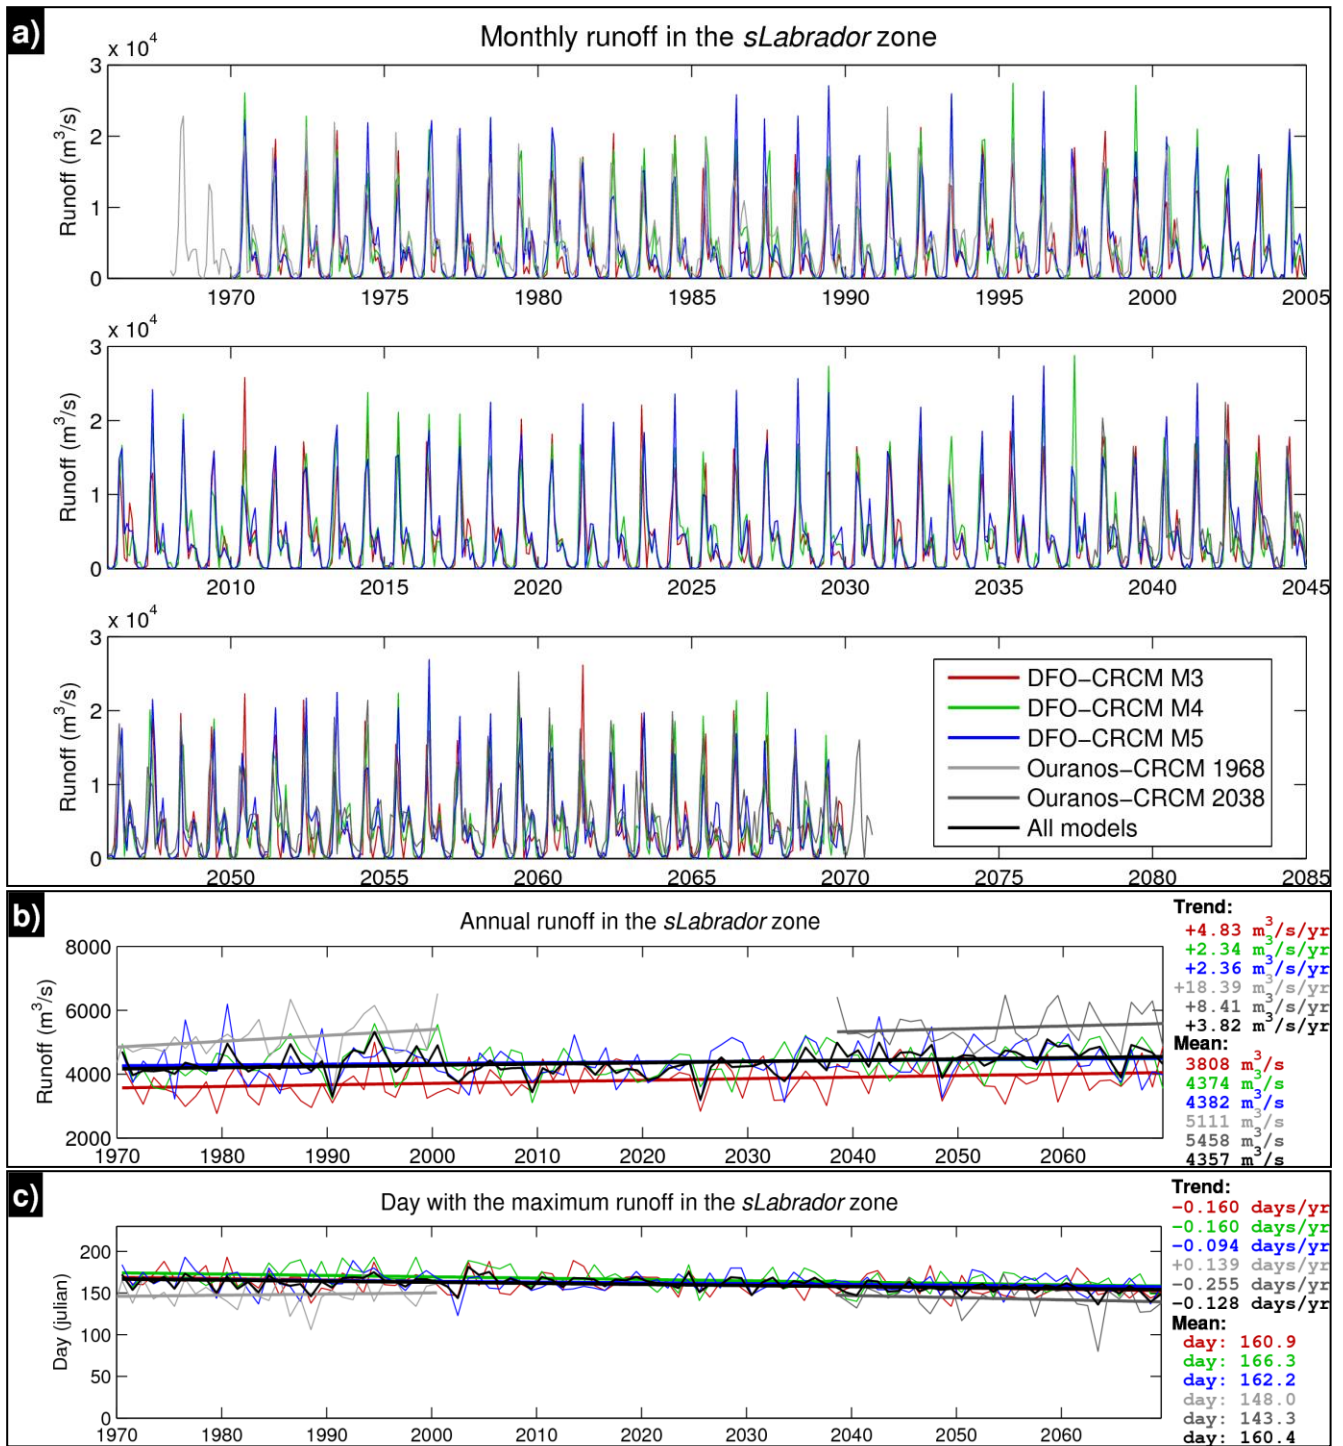 a)
Monthly runoff in the sLabrador zone
x 10^4
3
2
1
0
Runoff (m^3/s)
1970 1975 1980 1985 1990 1995 2000 2005
x 10^4
3
2
1
0
Runoff (m^3/s)
2010 2015 2020 2025 2030 2035 2040 2045
x 10^4
3
2
1
0
Runoff (m^3/s)
2050 2055 2060 2065 2070 2075 2080 2085
DFO−CRCM M3
DFO−CRCM M4
DFO−CRCM M5
Ouranos−CRCM 1968
Ouranos−CRCM 2038
All models
b)
Annual runoff in the sLabrador zone
8000
6000
4000
2000
Runoff (m^3/s)
1970 1980 1990 2000 2010 2020 2030 2040 2050 2060
Trend:
+4.83 m^3/s/yr
+2.34 m^3/s/yr
+2.36 m^3/s/yr
+18.39 m^3/s/yr
+8.41 m^3/s/yr
+3.82 m^3/s/yr
Mean:
3808 m^3/s
4374 m^3/s
4382 m^3/s
5111 m^3/s
5458 m^3/s
4357 m^3/s
c)
Day with the maximum runoff in the sLabrador zone
200
150
100
50
0
Day (julian)
1970 1980 1990 2000 2010 2020 2030 2040 2050 2060
Trend:
−0.160 days/yr
−0.160 days/yr
−0.094 days/yr
+0.139 days/yr
−0.255 days/yr
−0.128 days/yr
Mean:
day: 160.9
day: 166.3
day: 162.2
day: 148.0
day: 143.3
day: 160.4